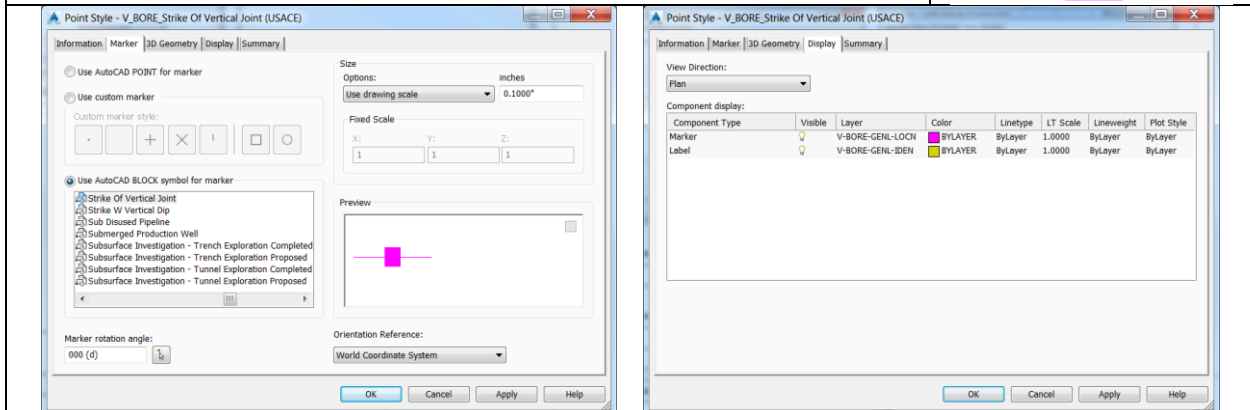 Point Style - V_BORE_Strike Of Vertical Joint (USACE)
Information Marker 3D Geometry Display Summary
Use AutoCAD POINT for marker
Use custom marker
Custom marker style:
Use AutoCAD BLOCK symbol for marker
Strike Of Vertical Joint
Strike W Vertical Dip
Sub Disused Pipeline
Submerged Production Well
Subsurface Investigation - Trench Exploration Completed
Subsurface Investigation - Trench Exploration Proposed
Subsurface Investigation - Tunnel Exploration Completed
Subsurface Investigation - Tunnel Exploration Proposed
Marker rotation angle:
000 (d)
Size
Options: inches
Use drawing scale 0.1000"
Fixed Scale
X: Y: Z:
1 1 1
Preview
Orientation Reference:
World Coordinate System
OK Cancel Apply Help
Point Style - V_BORE_Strike Of Vertical Joint (USACE)
Information Marker 3D Geometry Display Summary
View Direction:
Plan
Component display:
Component Type Visible Layer Color Linetype LT Scale Lineweight Plot Style
Marker V-BORE-GENL-LOCN BYLAYER ByLayer 1.0000 ByLayer ByLayer
Label V-BORE-GENL-IDEN BYLAYER ByLayer 1.0000 ByLayer ByLayer
OK Cancel Apply Help